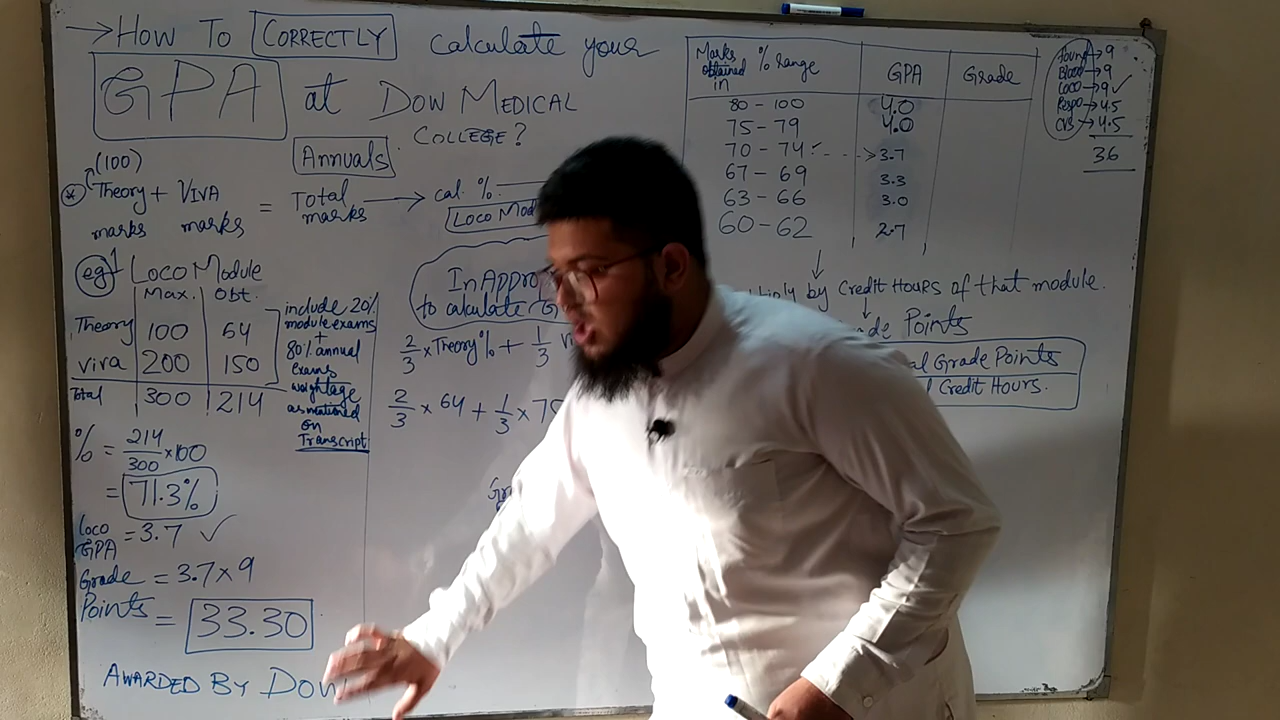 →HOW TO CORRECTLY calculate your
GPA at DOW MEDICAL
COLLEGE?
Annuals
(100)
* Theory + VIVA = Total → cal. %
marks marks marks
Loco Mod
eg LOCO Module
Max. Obt.
Theory 100 64
viva 200 150
Total 300 214
include 20%
module exams
+
80% annual
exams
weightage
as mentioned
on
Transcript
% = 214/300 × 100
= 71.3%
Loco GPA = 3.7 ✓
Grade = 3.7×9
Points = 33.30
AWARDED BY DOW
InAppro
to calculate G
2/3 × Theory% + 1/3 vi
2/3 × 64 + 1/3 × 75
Gr
Marks obtained in % range GPA Grade
80 - 100 4.0
75 - 79 4.0
70 - 74 ✓ - - -> 3.7
67 - 69 3.3
63 - 66 3.0
60 - 62 2.7
↓
by Credit Hours of that module.
↓
de Points
al Grade Points
l Credit Hours.
Found→9
Blood→9
Loco→9 ✓
Respo→4.5
CVS→4.5
36